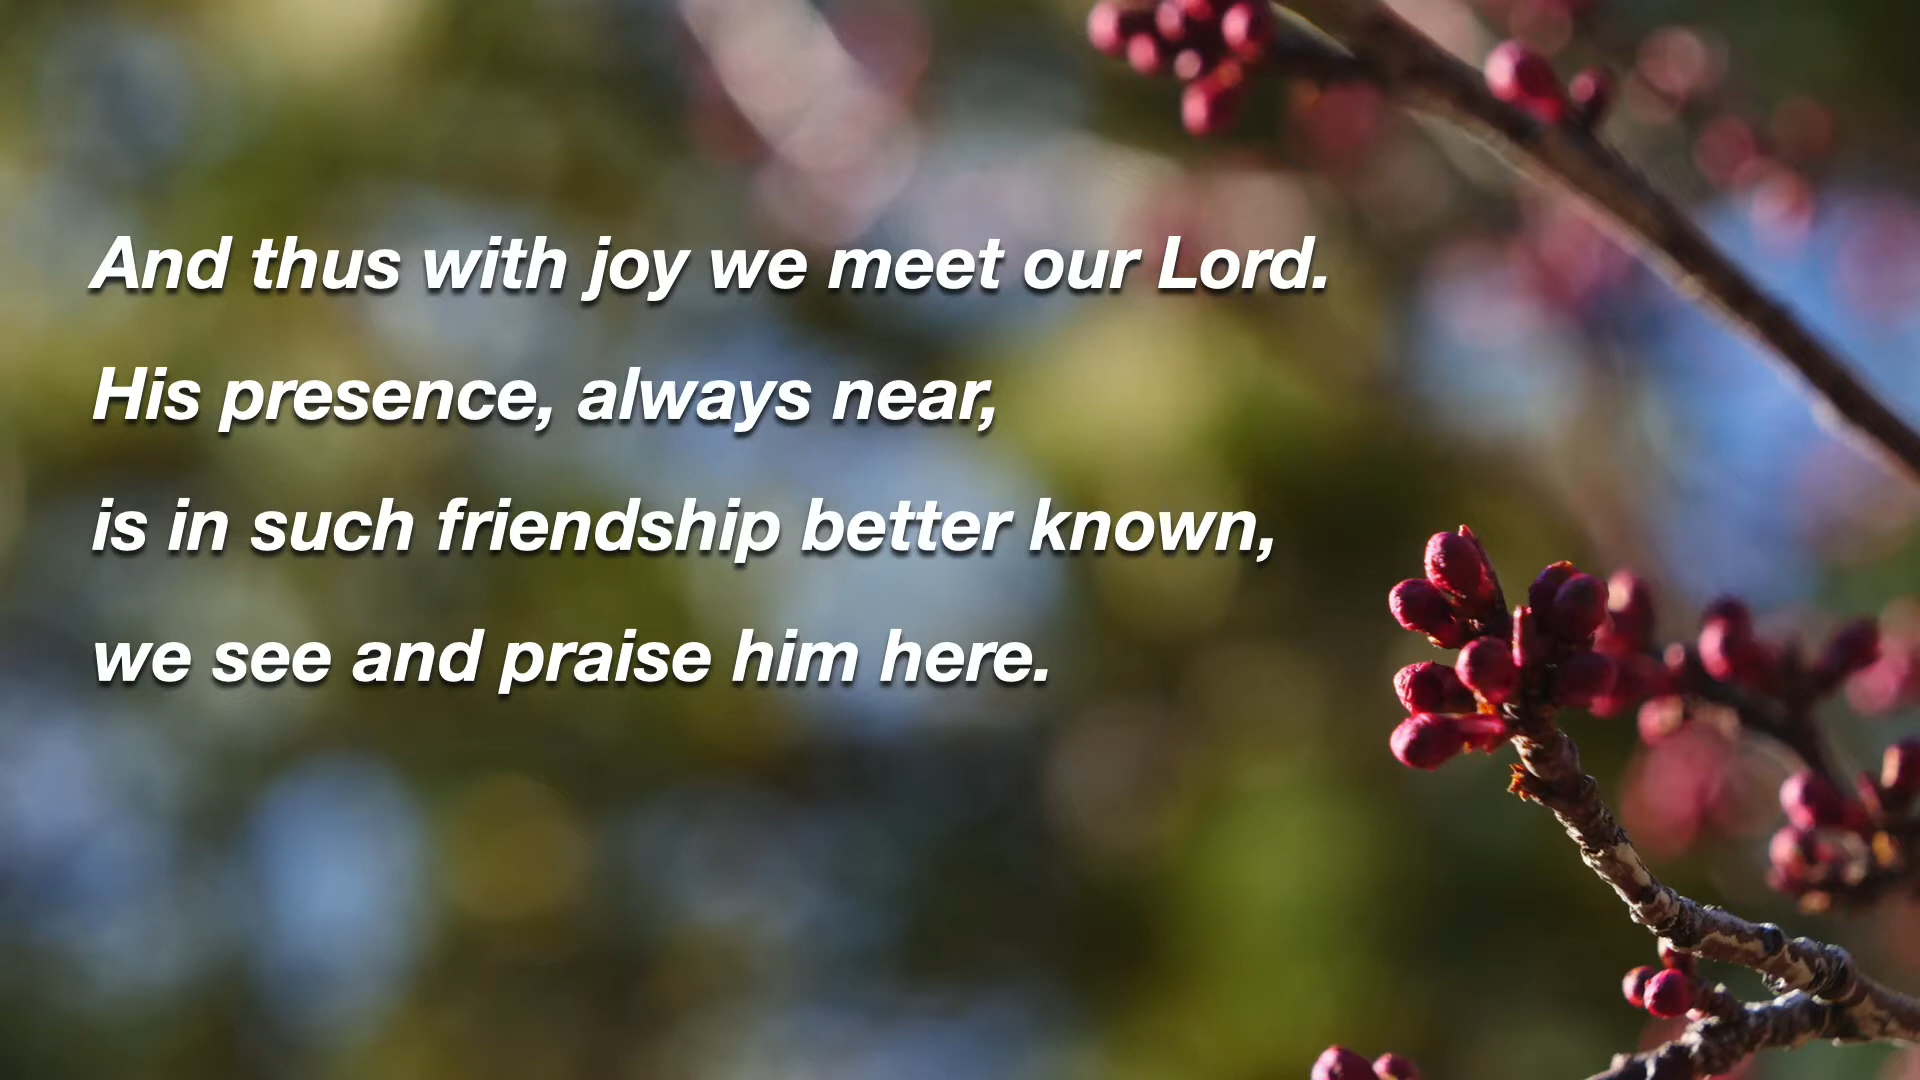 And thus with joy we meet our Lord.
His presence, always near,
is in such friendship better known,
we see and praise him here.